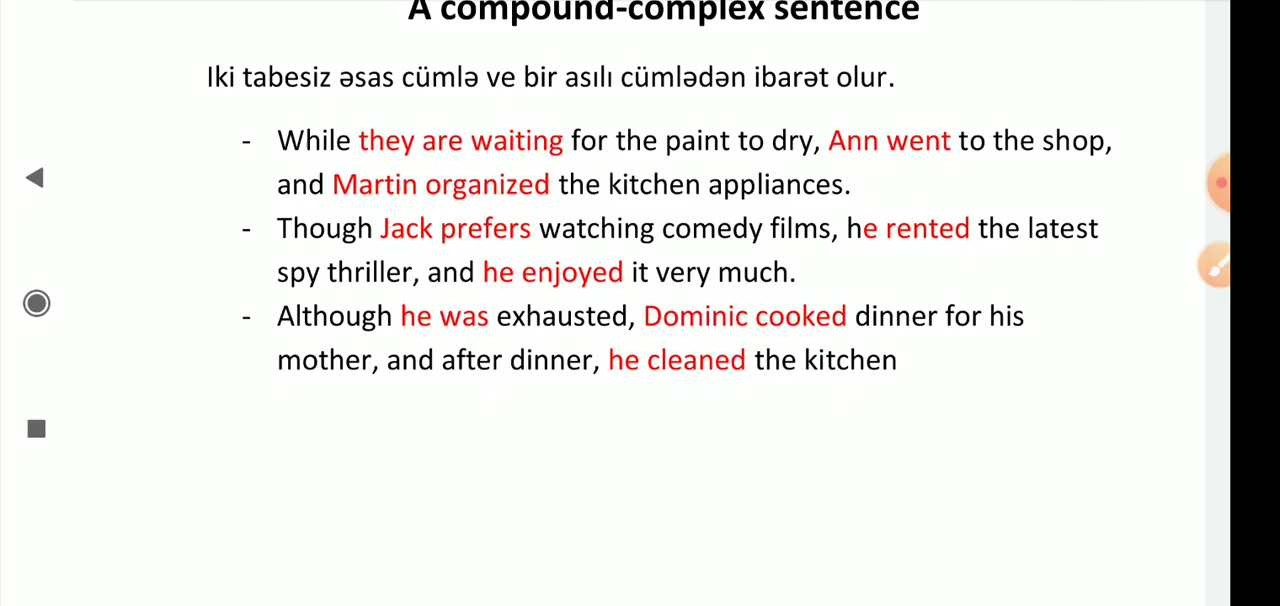 A compound-complex sentence
Iki tabesiz əsas cümlə ve bir asılı cümlədən ibarət olur.
- While they are waiting for the paint to dry, Ann went to the shop,
and Martin organized the kitchen appliances.
- Though Jack prefers watching comedy films, he rented the latest
spy thriller, and he enjoyed it very much.
- Although he was exhausted, Dominic cooked dinner for his
mother, and after dinner, he cleaned the kitchen